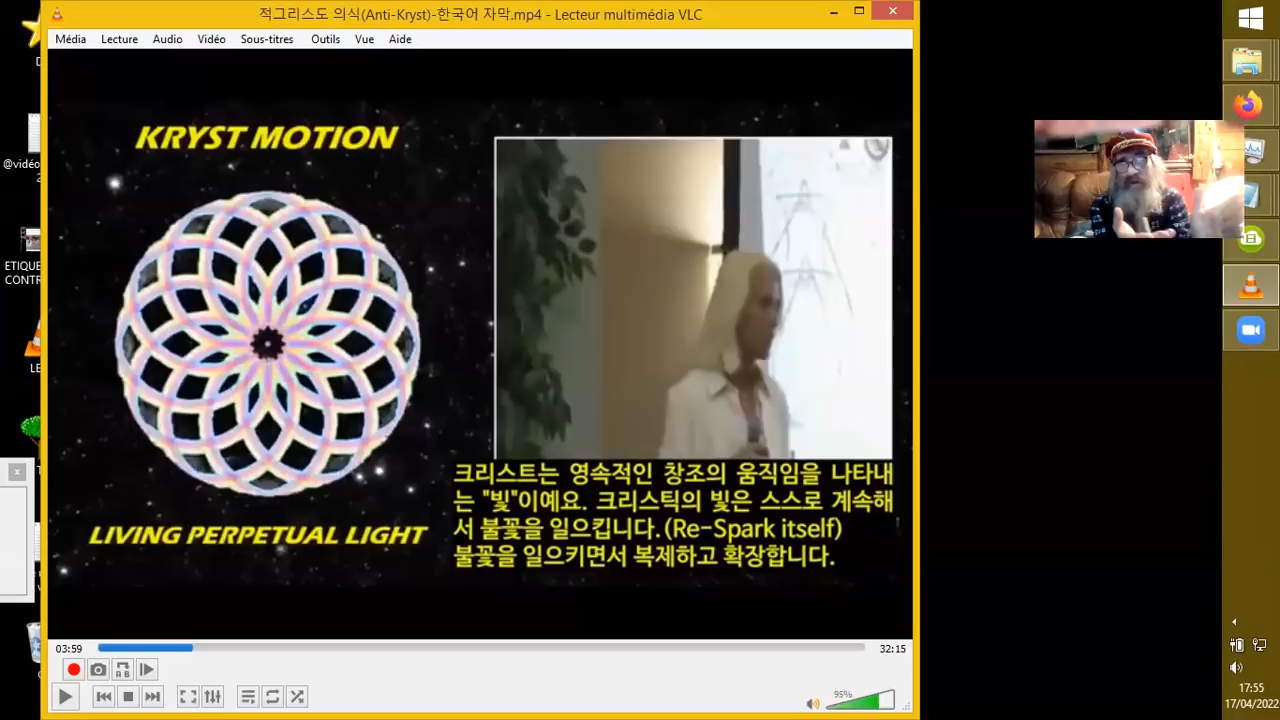 적그리스도 의식(Anti-Kryst)-한국어 자막.mp4 - Lecteur multimédia VLC
Média Lecture Audio Vidéo Sous-titres Outils Vue Aide
KRYST MOTION
LIVING PERPETUAL LIGHT
크리스트는 영속적인 창조의 움직임을 나타내
는 "빛"이예요. 크리스틱의 빛은 스스로 계속해
서 불꽃을 일으킵니다.(Re-Spark itself)
불꽃을 일으키면서 복제하고 확장합니다.
03:59
32:15
95%
@vidéo
2
ETIQUE
CONTR
LE
17:55
17/04/2022